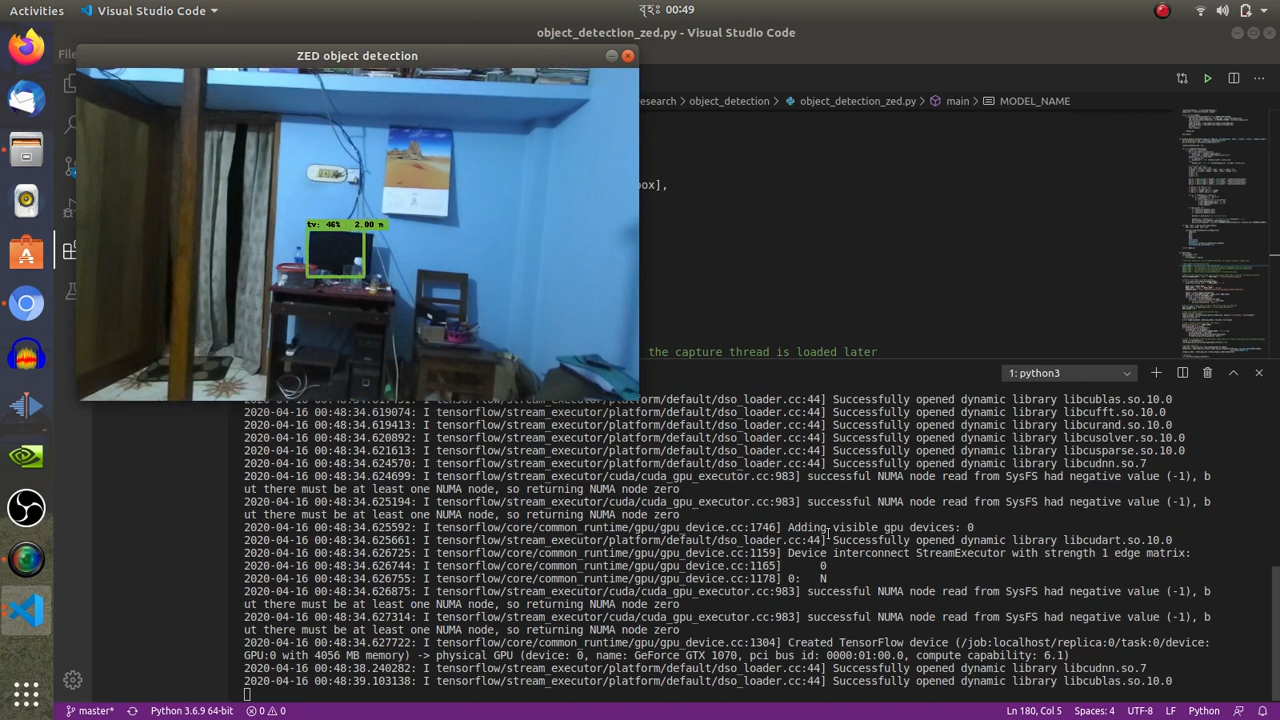 Activities
Visual Studio Code
বৃহঃ 00:49
object_detection_zed.py - Visual Studio Code
File
ZED object detection
esearch > object_detection > object_detection_zed.py > main > MODEL_NAME
tv: 46% 2.00 m
box],
the capture thread is loaded later
1: python3
2020-04-16 00:48:34.619074: I tensorflow/stream_executor/platform/default/dso_loader.cc:44] Successfully opened dynamic library libcublas.so.10.0
2020-04-16 00:48:34.619074: I tensorflow/stream_executor/platform/default/dso_loader.cc:44] Successfully opened dynamic library libcufft.so.10.0
2020-04-16 00:48:34.619413: I tensorflow/stream_executor/platform/default/dso_loader.cc:44] Successfully opened dynamic library libcurand.so.10.0
2020-04-16 00:48:34.620892: I tensorflow/stream_executor/platform/default/dso_loader.cc:44] Successfully opened dynamic library libcusolver.so.10.0
2020-04-16 00:48:34.621613: I tensorflow/stream_executor/platform/default/dso_loader.cc:44] Successfully opened dynamic library libcusparse.so.10.0
2020-04-16 00:48:34.624570: I tensorflow/stream_executor/platform/default/dso_loader.cc:44] Successfully opened dynamic library libcudnn.so.7
2020-04-16 00:48:34.624699: I tensorflow/stream_executor/cuda/cuda_gpu_executor.cc:983] successful NUMA node read from SysFS had negative value (-1), b
ut there must be at least one NUMA node, so returning NUMA node zero
2020-04-16 00:48:34.625194: I tensorflow/stream_executor/cuda/cuda_gpu_executor.cc:983] successful NUMA node read from SysFS had negative value (-1), b
ut there must be at least one NUMA node, so returning NUMA node zero
2020-04-16 00:48:34.625592: I tensorflow/core/common_runtime/gpu/gpu_device.cc:1746] Adding visible gpu devices: 0
2020-04-16 00:48:34.625661: I tensorflow/stream_executor/platform/default/dso_loader.cc:44] Successfully opened dynamic library libcudart.so.10.0
2020-04-16 00:48:34.626725: I tensorflow/core/common_runtime/gpu/gpu_device.cc:1159] Device interconnect StreamExecutor with strength 1 edge matrix:
2020-04-16 00:48:34.626744: I tensorflow/core/common_runtime/gpu/gpu_device.cc:1165] 0
2020-04-16 00:48:34.626755: I tensorflow/core/common_runtime/gpu/gpu_device.cc:1178] 0: N
2020-04-16 00:48:34.626875: I tensorflow/stream_executor/cuda/cuda_gpu_executor.cc:983] successful NUMA node read from SysFS had negative value (-1), b
ut there must be at least one NUMA node, so returning NUMA node zero
2020-04-16 00:48:34.627314: I tensorflow/stream_executor/cuda/cuda_gpu_executor.cc:983] successful NUMA node read from SysFS had negative value (-1), b
ut there must be at least one NUMA node, so returning NUMA node zero
2020-04-16 00:48:34.627722: I tensorflow/core/common_runtime/gpu/gpu_device.cc:1304] Created TensorFlow device (/job:localhost/replica:0/task:0/device:
GPU:0 with 4056 MB memory) -> physical GPU (device: 0, name: GeForce GTX 1070, pci bus id: 0000:01:00.0, compute capability: 6.1)
2020-04-16 00:48:38.240282: I tensorflow/stream_executor/platform/default/dso_loader.cc:44] Successfully opened dynamic library libcudnn.so.7
2020-04-16 00:48:39.103138: I tensorflow/stream_executor/platform/default/dso_loader.cc:44] Successfully opened dynamic library libcublas.so.10.0
master*
Python 3.6.9 64-bit
0 0
Ln 180, Col 5
Spaces: 4
UTF-8
LF
Python